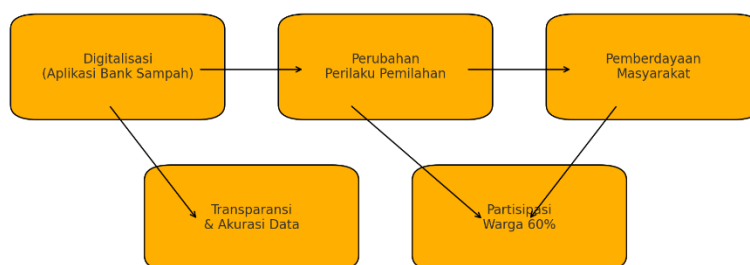 Digitalisasi
(Aplikasi Bank Sampah)
Perubahan
Perilaku Pemilahan
Pemberdayaan
Masyarakat
Transparansi
& Akurasi Data
Partisipasi
Warga 60%